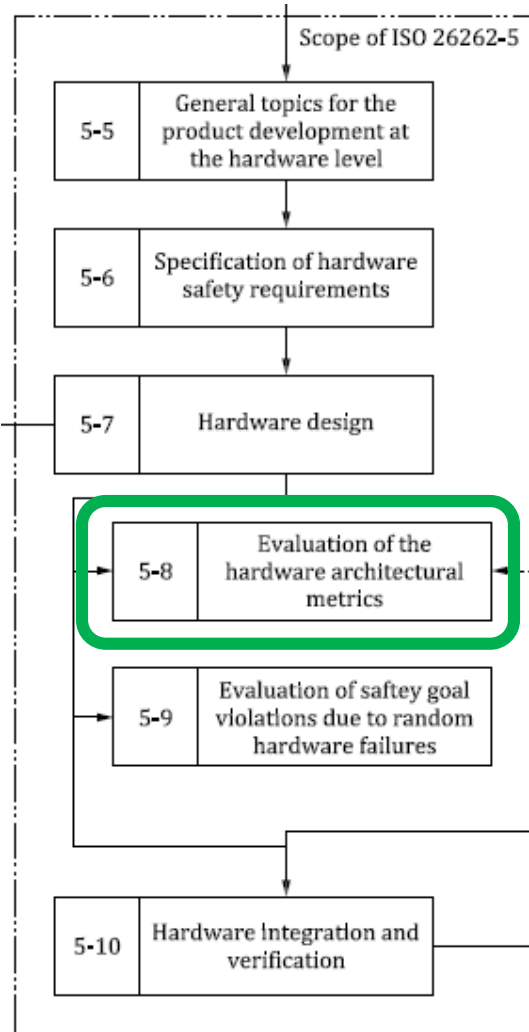 Scope of ISO 26262-5
5-5
General topics for the
product development at
the hardware level
5-6
Specification of hardware
safety requirements
5-7
Hardware design
5-8
Evaluation of the
hardware architectural
metrics
5-9
Evaluation of saftey goal
violations due to random
hardware failures
5-10
Hardware integration and
verification